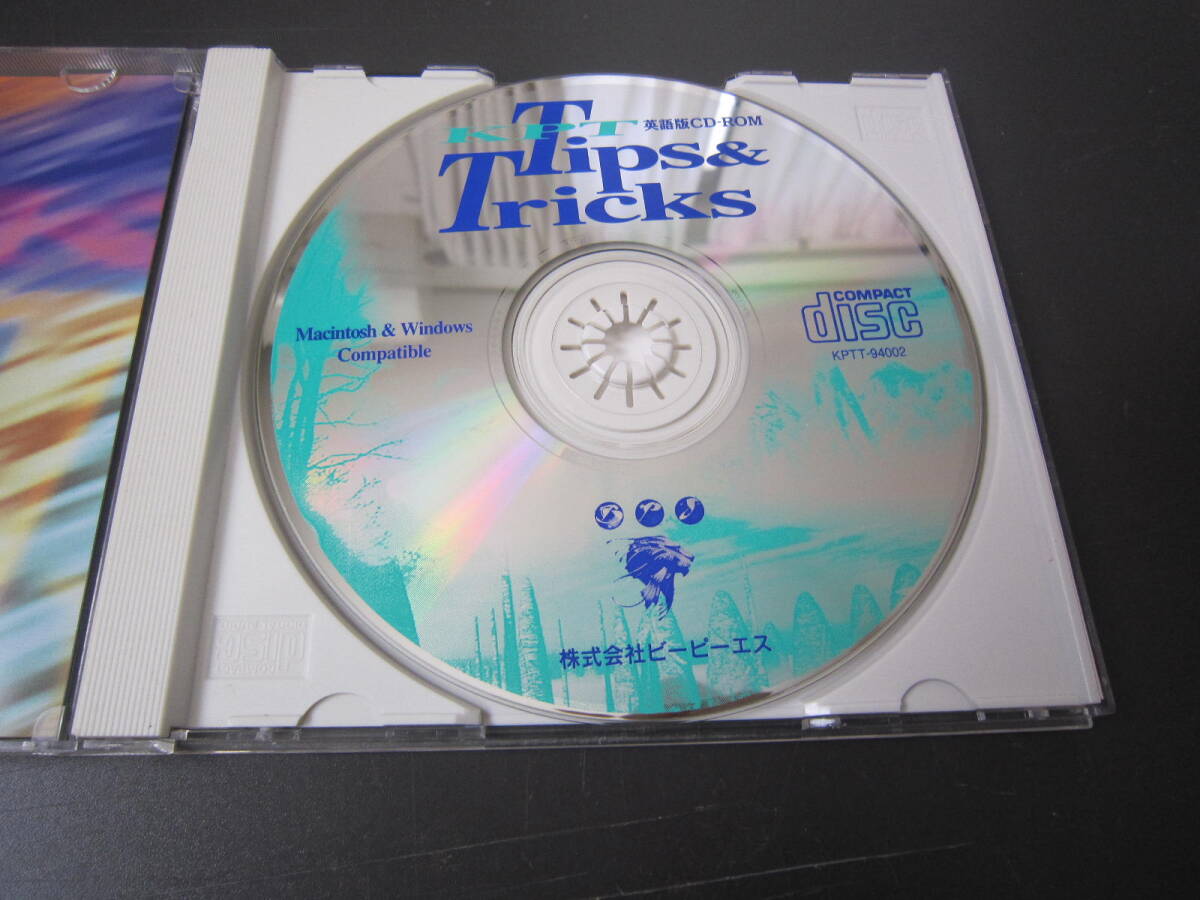 KPT 英語版CD-ROM
Tips &
Tricks
Macintosh & Windows
Compatible
COMPACT
disc
KPTT-94002
株式会社ビーピーエス